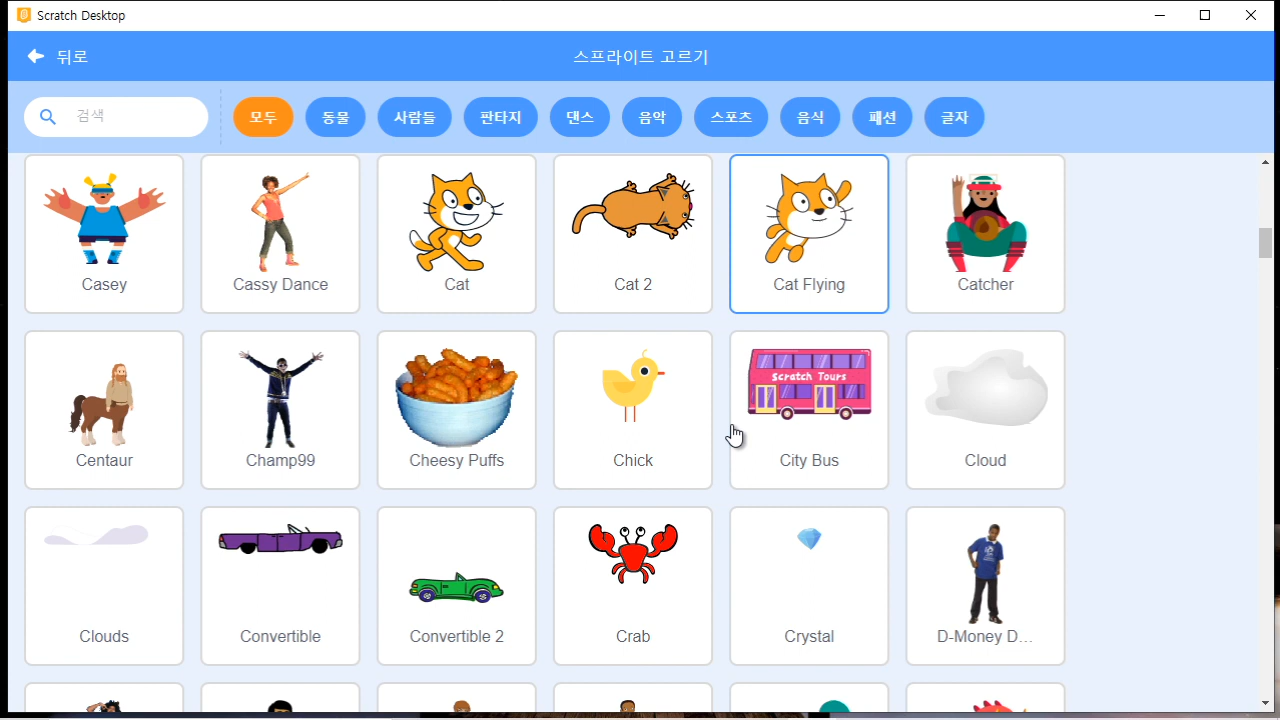 Scratch Desktop
뒤로
스프라이트 고르기
검색
모두
동물
사람들
판타지
댄스
음악
스포츠
음식
패션
글자
Casey
Cassy Dance
Cat
Cat 2
Cat Flying
Catcher
Scratch Tours
Centaur
Champ99
Cheesy Puffs
Chick
City Bus
Cloud
Clouds
Convertible
Convertible 2
Crab
Crystal
D-Money D...